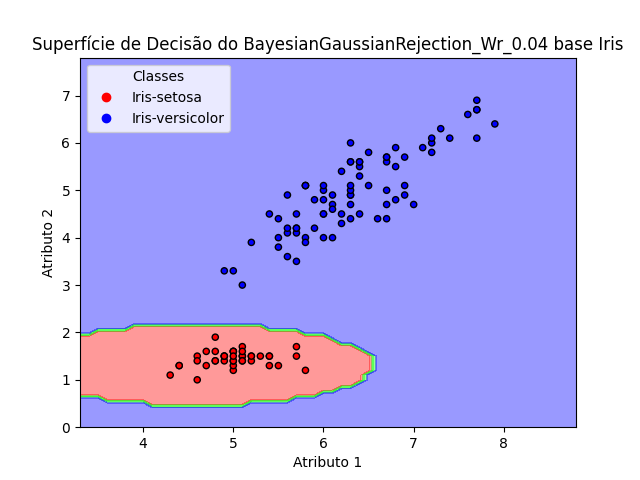 Superfície de Decisão do BayesianGaussianRejection_Wr_0.04 base Iris
Classes
Iris-setosa
Iris-versicolor
Atributo 2
7
6
5
4
3
2
1
0
4 5 6 7 8
Atributo 1